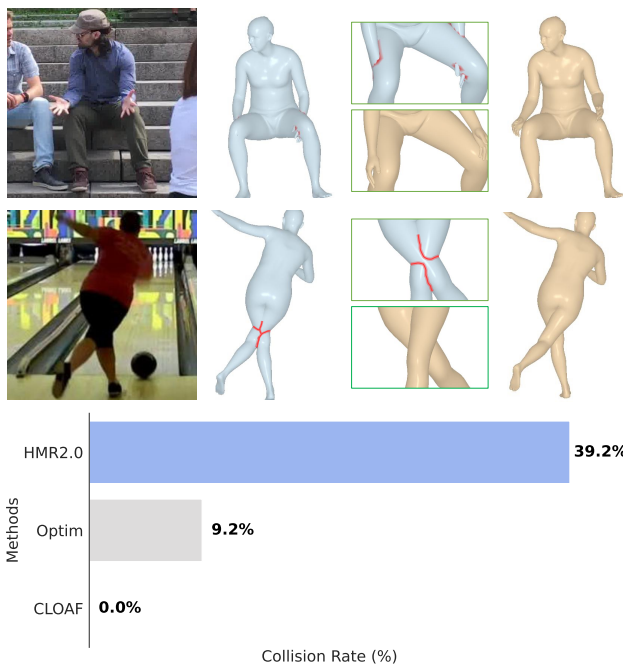 HMR2.0
39.2%
Optim
9.2%
CLOAF
0.0%
Methods
Collision Rate (%)